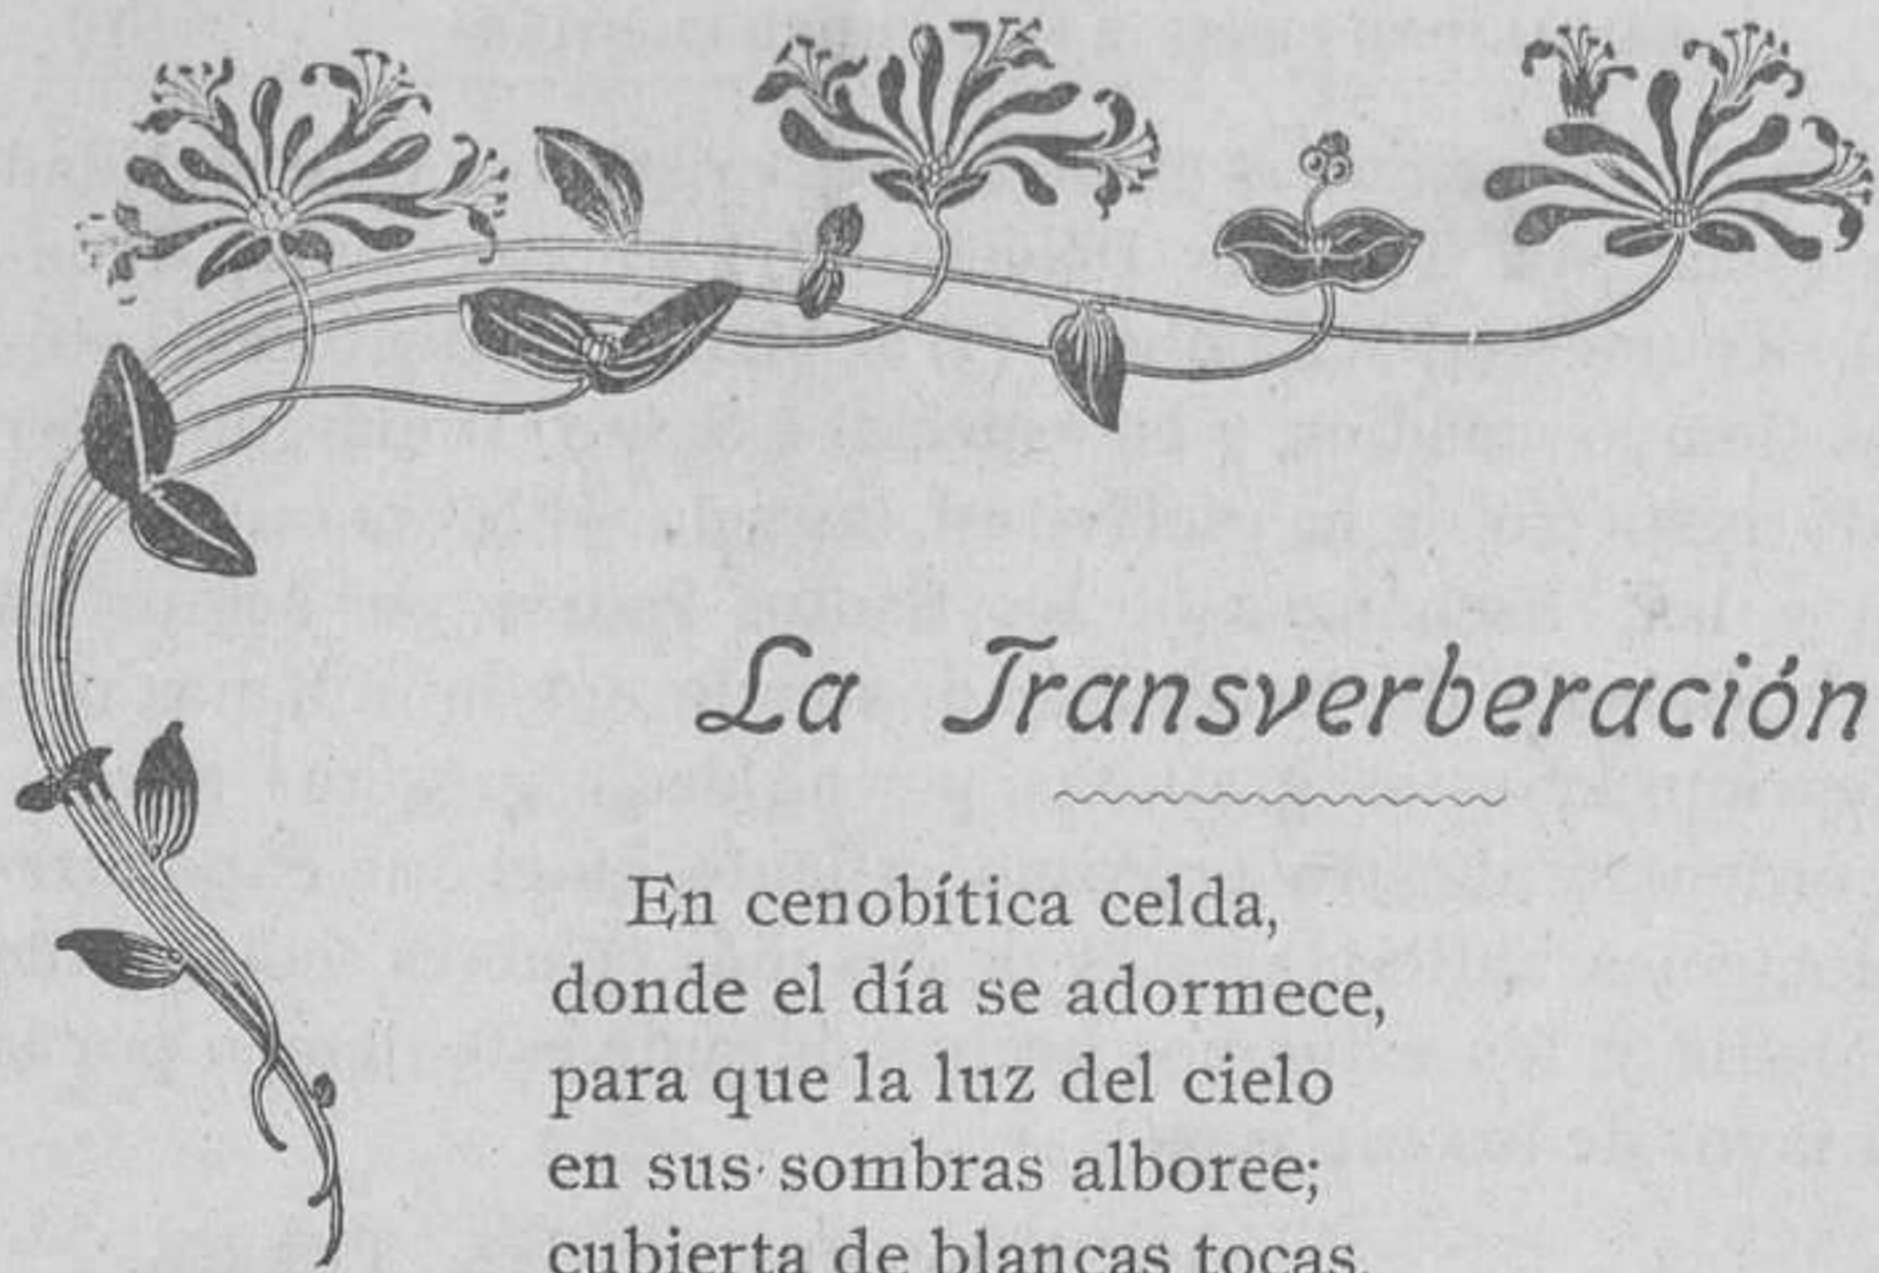 La Transverberación
En cenobítica celda,
donde el día se adormece,
para que la luz del cielo
en sus sombras alboree;
cubierta de blancas tocas,